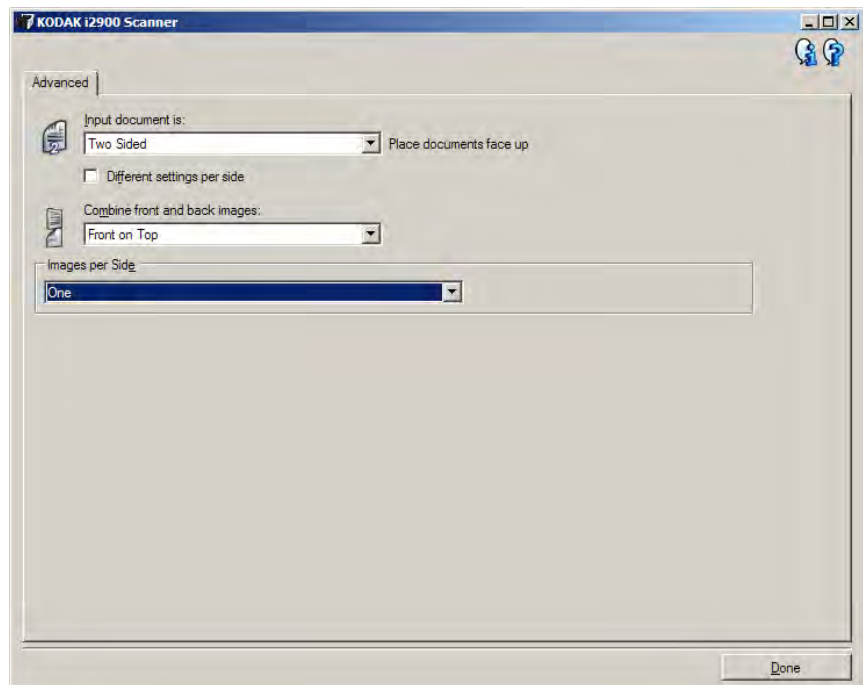 KODAK i2900 Scanner
Advanced
Input document is:
Two Sided
Place documents face up
Different settings per side
Combine front and back images:
Front on Top
Images per Side
One
Done